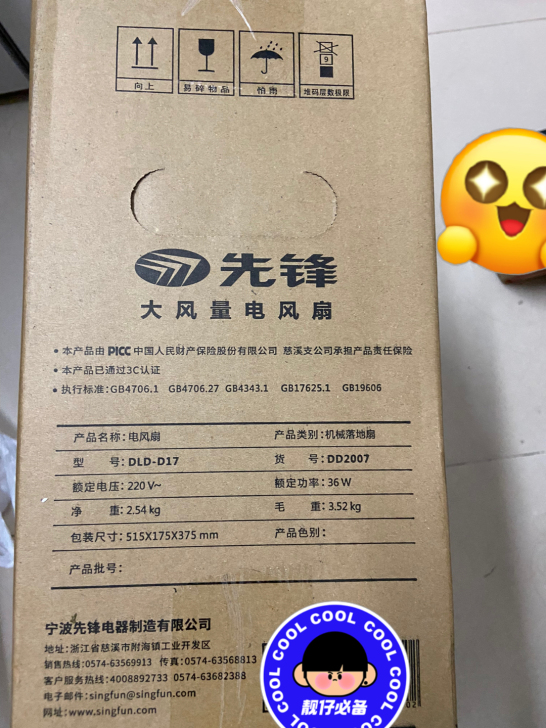 向上 易碎物品 怕雨 堆码层数极限
9
先锋
大风量电风扇
• 本产品由 PICC 中国人民财产保险股份有限公司 慈溪支公司承担产品责任保险
• 本产品已通过3C认证
• 执行标准:GB4706.1 GB4706.27 GB4343.1 GB17625.1 GB19606
产品名称:电风扇 产品类别:机械落地扇
型 号:DLD-D17 货 号:DD2007
额定电压:220 V~ 额定功率:36 W
净 重:2.54 kg 毛 重:3.52 kg
包装尺寸:515X175X375 mm 产品色别:
产品批号:
宁波先锋电器制造有限公司
地址:浙江省慈溪市附海镇工业开发区
销售热线:0574-63569913 传真:0574-63568813
客户服务热线:4008892733 0574-63682388
电子邮件:singfun@singfun.com
网址:www.singfun.com
COOL COOL COOL COOL COOL COOL COOL
靓仔必备